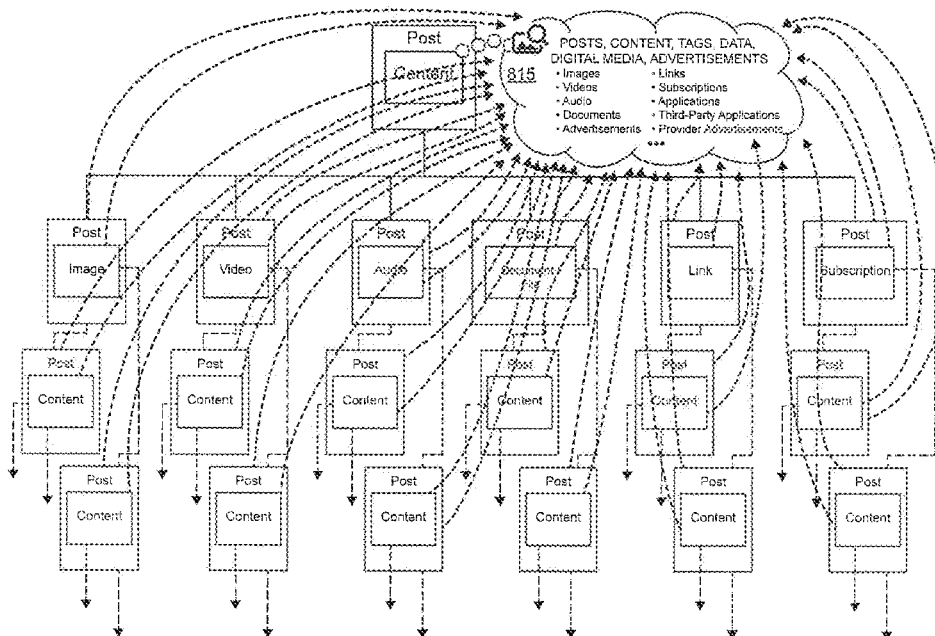 Post
Content
815
POSTS, CONTENT, TAGS, DATA,
DIGITAL MEDIA, ADVERTISEMENTS
• Images
• Videos
• Audio
• Documents
• Advertisements
• Links
• Subscriptions
• Applications
• Third-Party Applications
• Provider Advertisements
•••
Post
Image
Post
Video
Post
Audio
Post
Document/
File
Post
Link
Post
Subscription
Post
Content
Post
Content
Post
Content
Post
Content
Post
Content
Post
Content
Post
Content
Post
Content
Post
Content
Post
Content
Post
Content
Post
Content